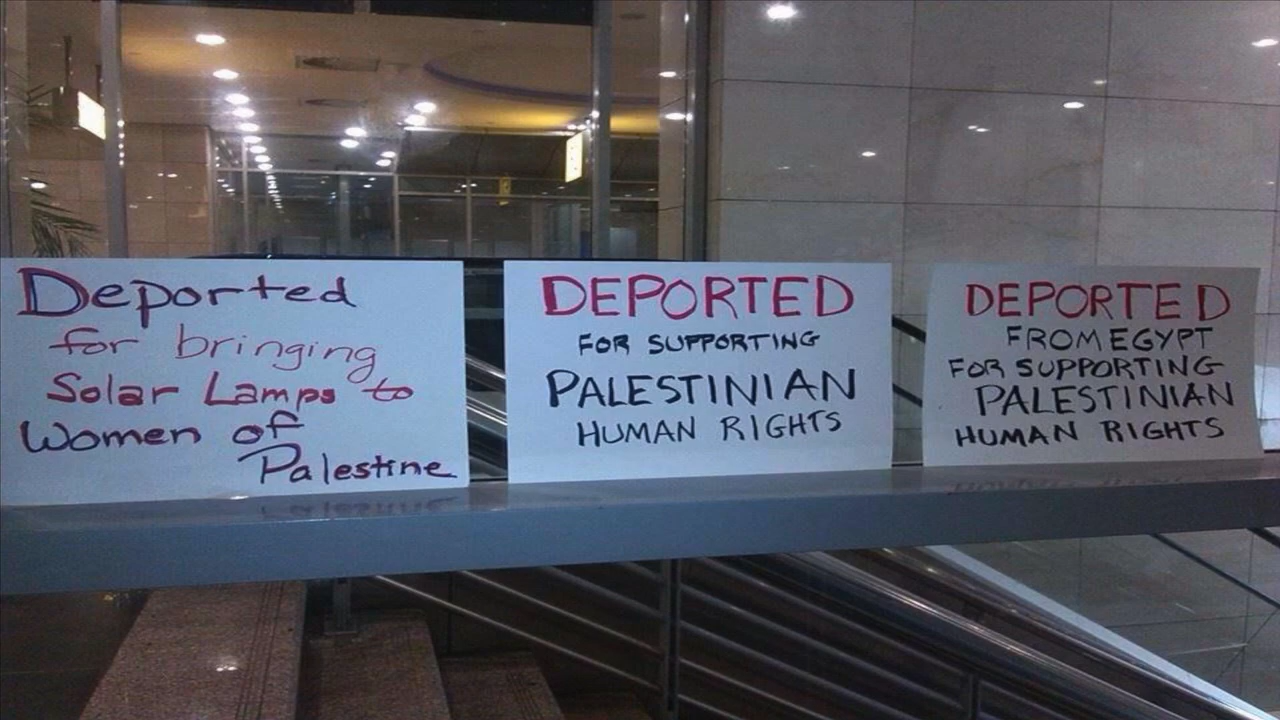 Deported
for bringing
Solar Lamps to
Women of
Palestine
DEPORTED
FOR SUPPORTING
PALESTINIAN
HUMAN RIGHTS
DEPORTED
FROM EGYPT
FOR SUPPORTING
PALESTINIAN
HUMAN RIGHTS